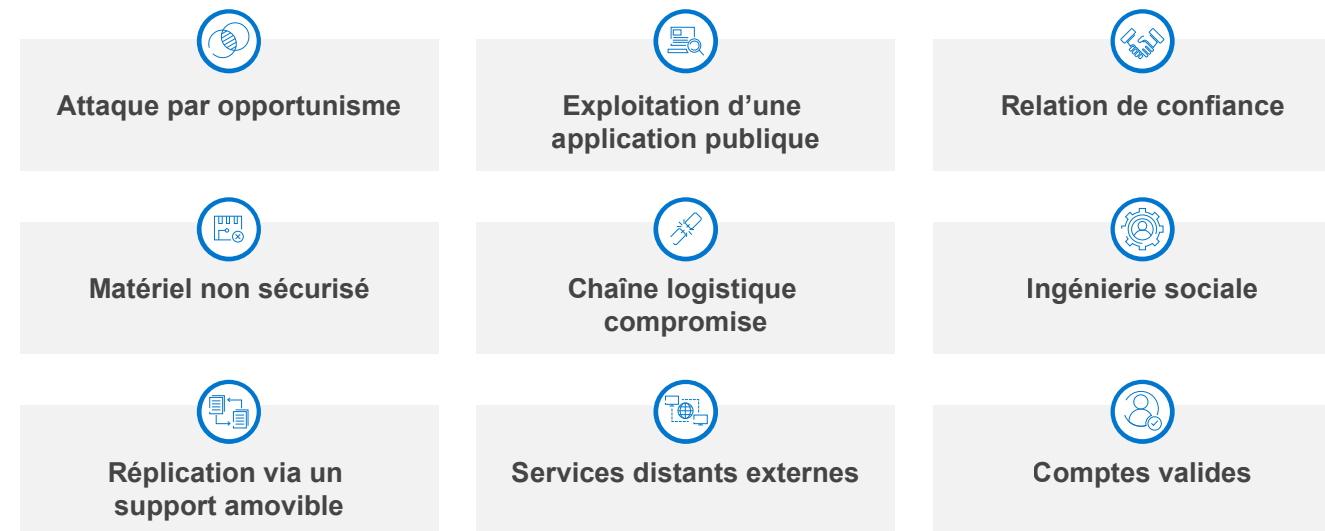 Attaque par opportunisme
Exploitation d’une
application publique
Relation de confiance
Matériel non sécurisé
Chaîne logistique
compromise
Ingénierie sociale
Réplication via un
support amovible
Services distants externes
Comptes valides